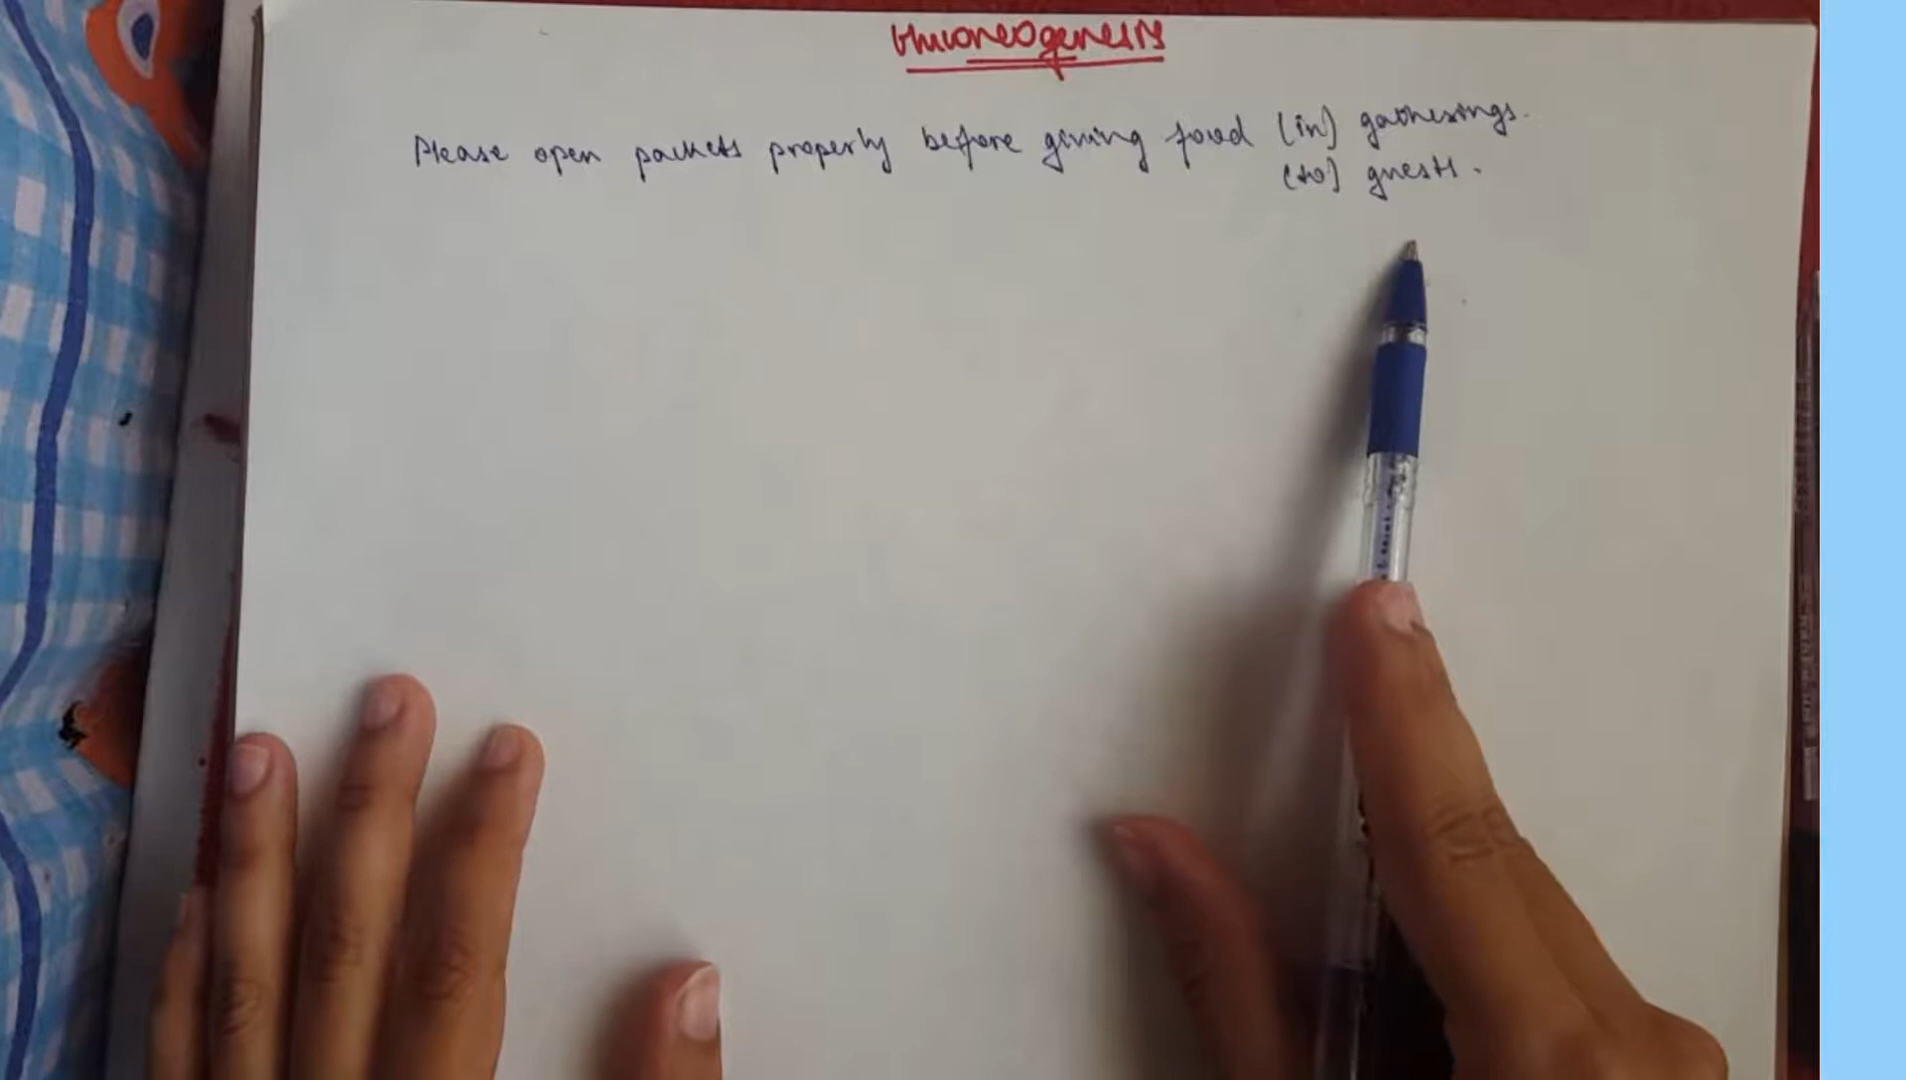 Gluconeogenesis
Please open packets properly before giving food (in) gatherings.
(to) guests.